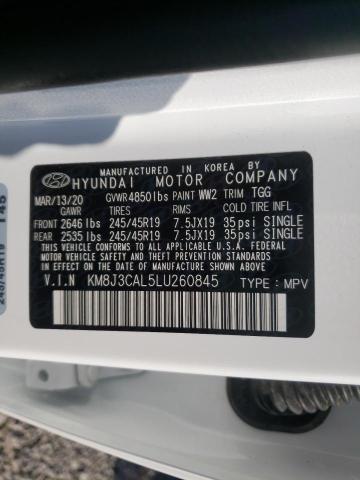 MANUFACTURED IN KOREA BY
HYUNDAI MOTOR COMPANY
MAR/13/20 GVWR4850lbs PAINT WW2 TRIM TGG
GAWR TIRES RIMS COLD TIRE INFL
FRONT 2646 lbs 245/45R19 7.5JX19 35psi SINGLE
REAR 2535 lbs 245/45R19 7.5JX19 35psi SINGLE
THIS VEHICLE CONFORMS TO ALL APPLICABLE U.S. FEDERAL
MOTOR VEHICLE SAFETY, BUMPER, AND THEFT PREVENTION
STANDARDS IN EFFECT ON THE DATE OF MANUFACTURE SHOWN ABOVE.
V.I.N KM8J3CAL5LU260845 TYPE : MPV
245/45R19